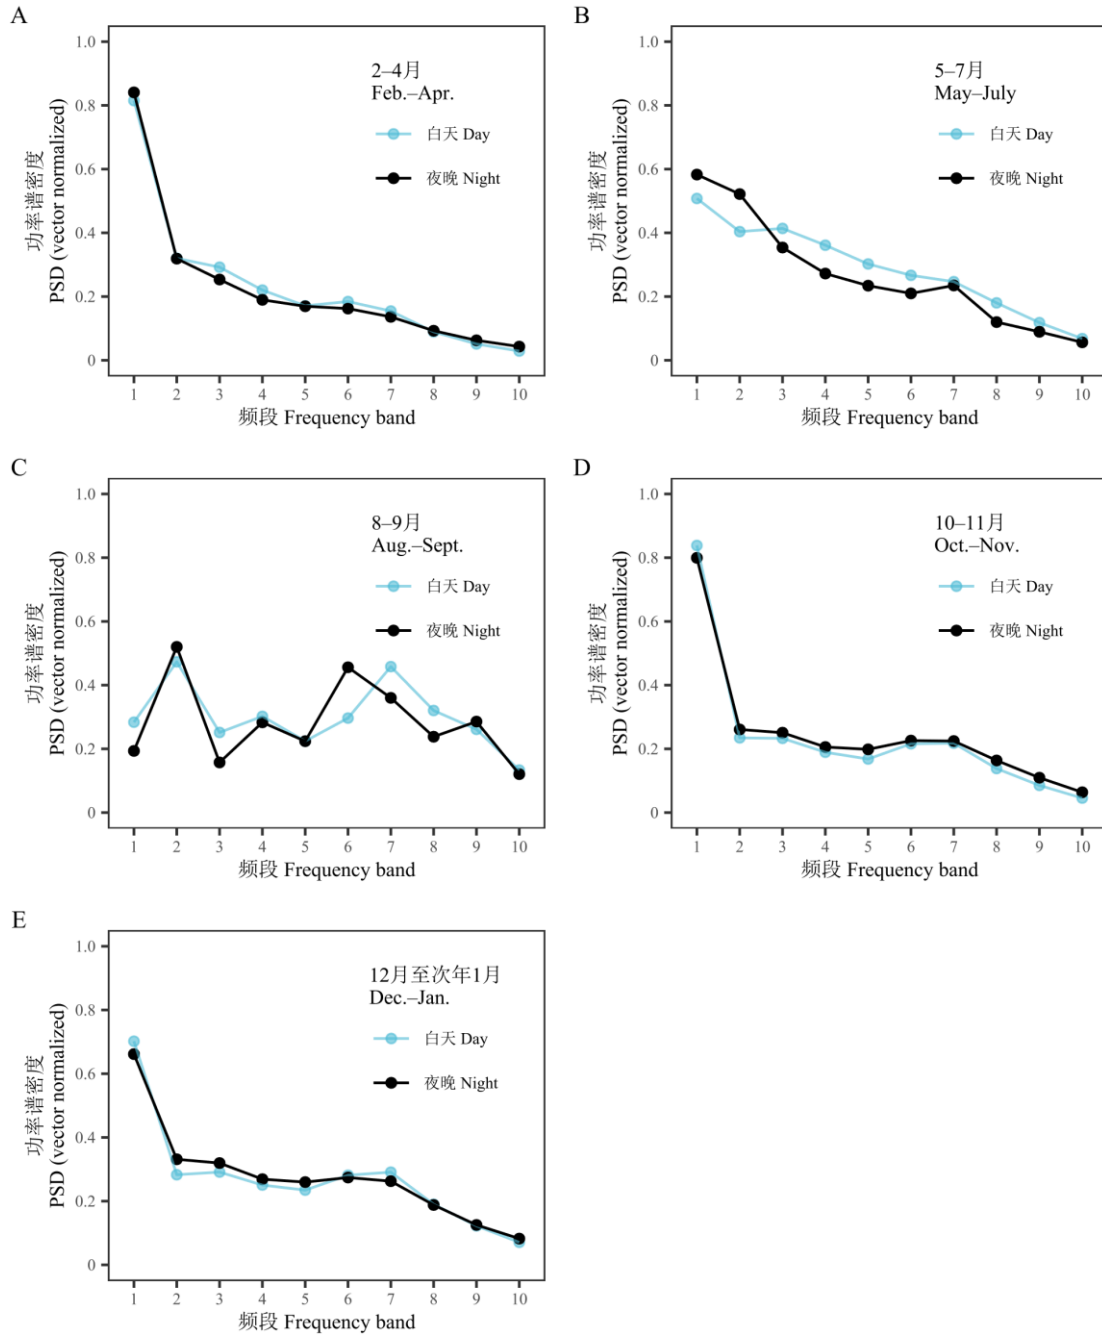 A
功率谱密度
PSD (vector normalized)
1.0
0.8
0.6
0.4
0.2
0
2–4月
Feb.–Apr.
白天 Day
夜晚 Night
1 2 3 4 5 6 7 8 9 10
频段 Frequency band
B
功率谱密度
PSD (vector normalized)
1.0
0.8
0.6
0.4
0.2
0
5–7月
May–July
白天 Day
夜晚 Night
1 2 3 4 5 6 7 8 9 10
频段 Frequency band
C
功率谱密度
PSD (vector normalized)
1.0
0.8
0.6
0.4
0.2
0
8–9月
Aug.–Sept.
白天 Day
夜晚 Night
1 2 3 4 5 6 7 8 9 10
频段 Frequency band
D
功率谱密度
PSD (vector normalized)
1.0
0.8
0.6
0.4
0.2
0
10–11月
Oct.–Nov.
白天 Day
夜晚 Night
1 2 3 4 5 6 7 8 9 10
频段 Frequency band
E
功率谱密度
PSD (vector normalized)
1.0
0.8
0.6
0.4
0.2
0
12月至次年1月
Dec.–Jan.
白天 Day
夜晚 Night
1 2 3 4 5 6 7 8 9 10
频段 Frequency band